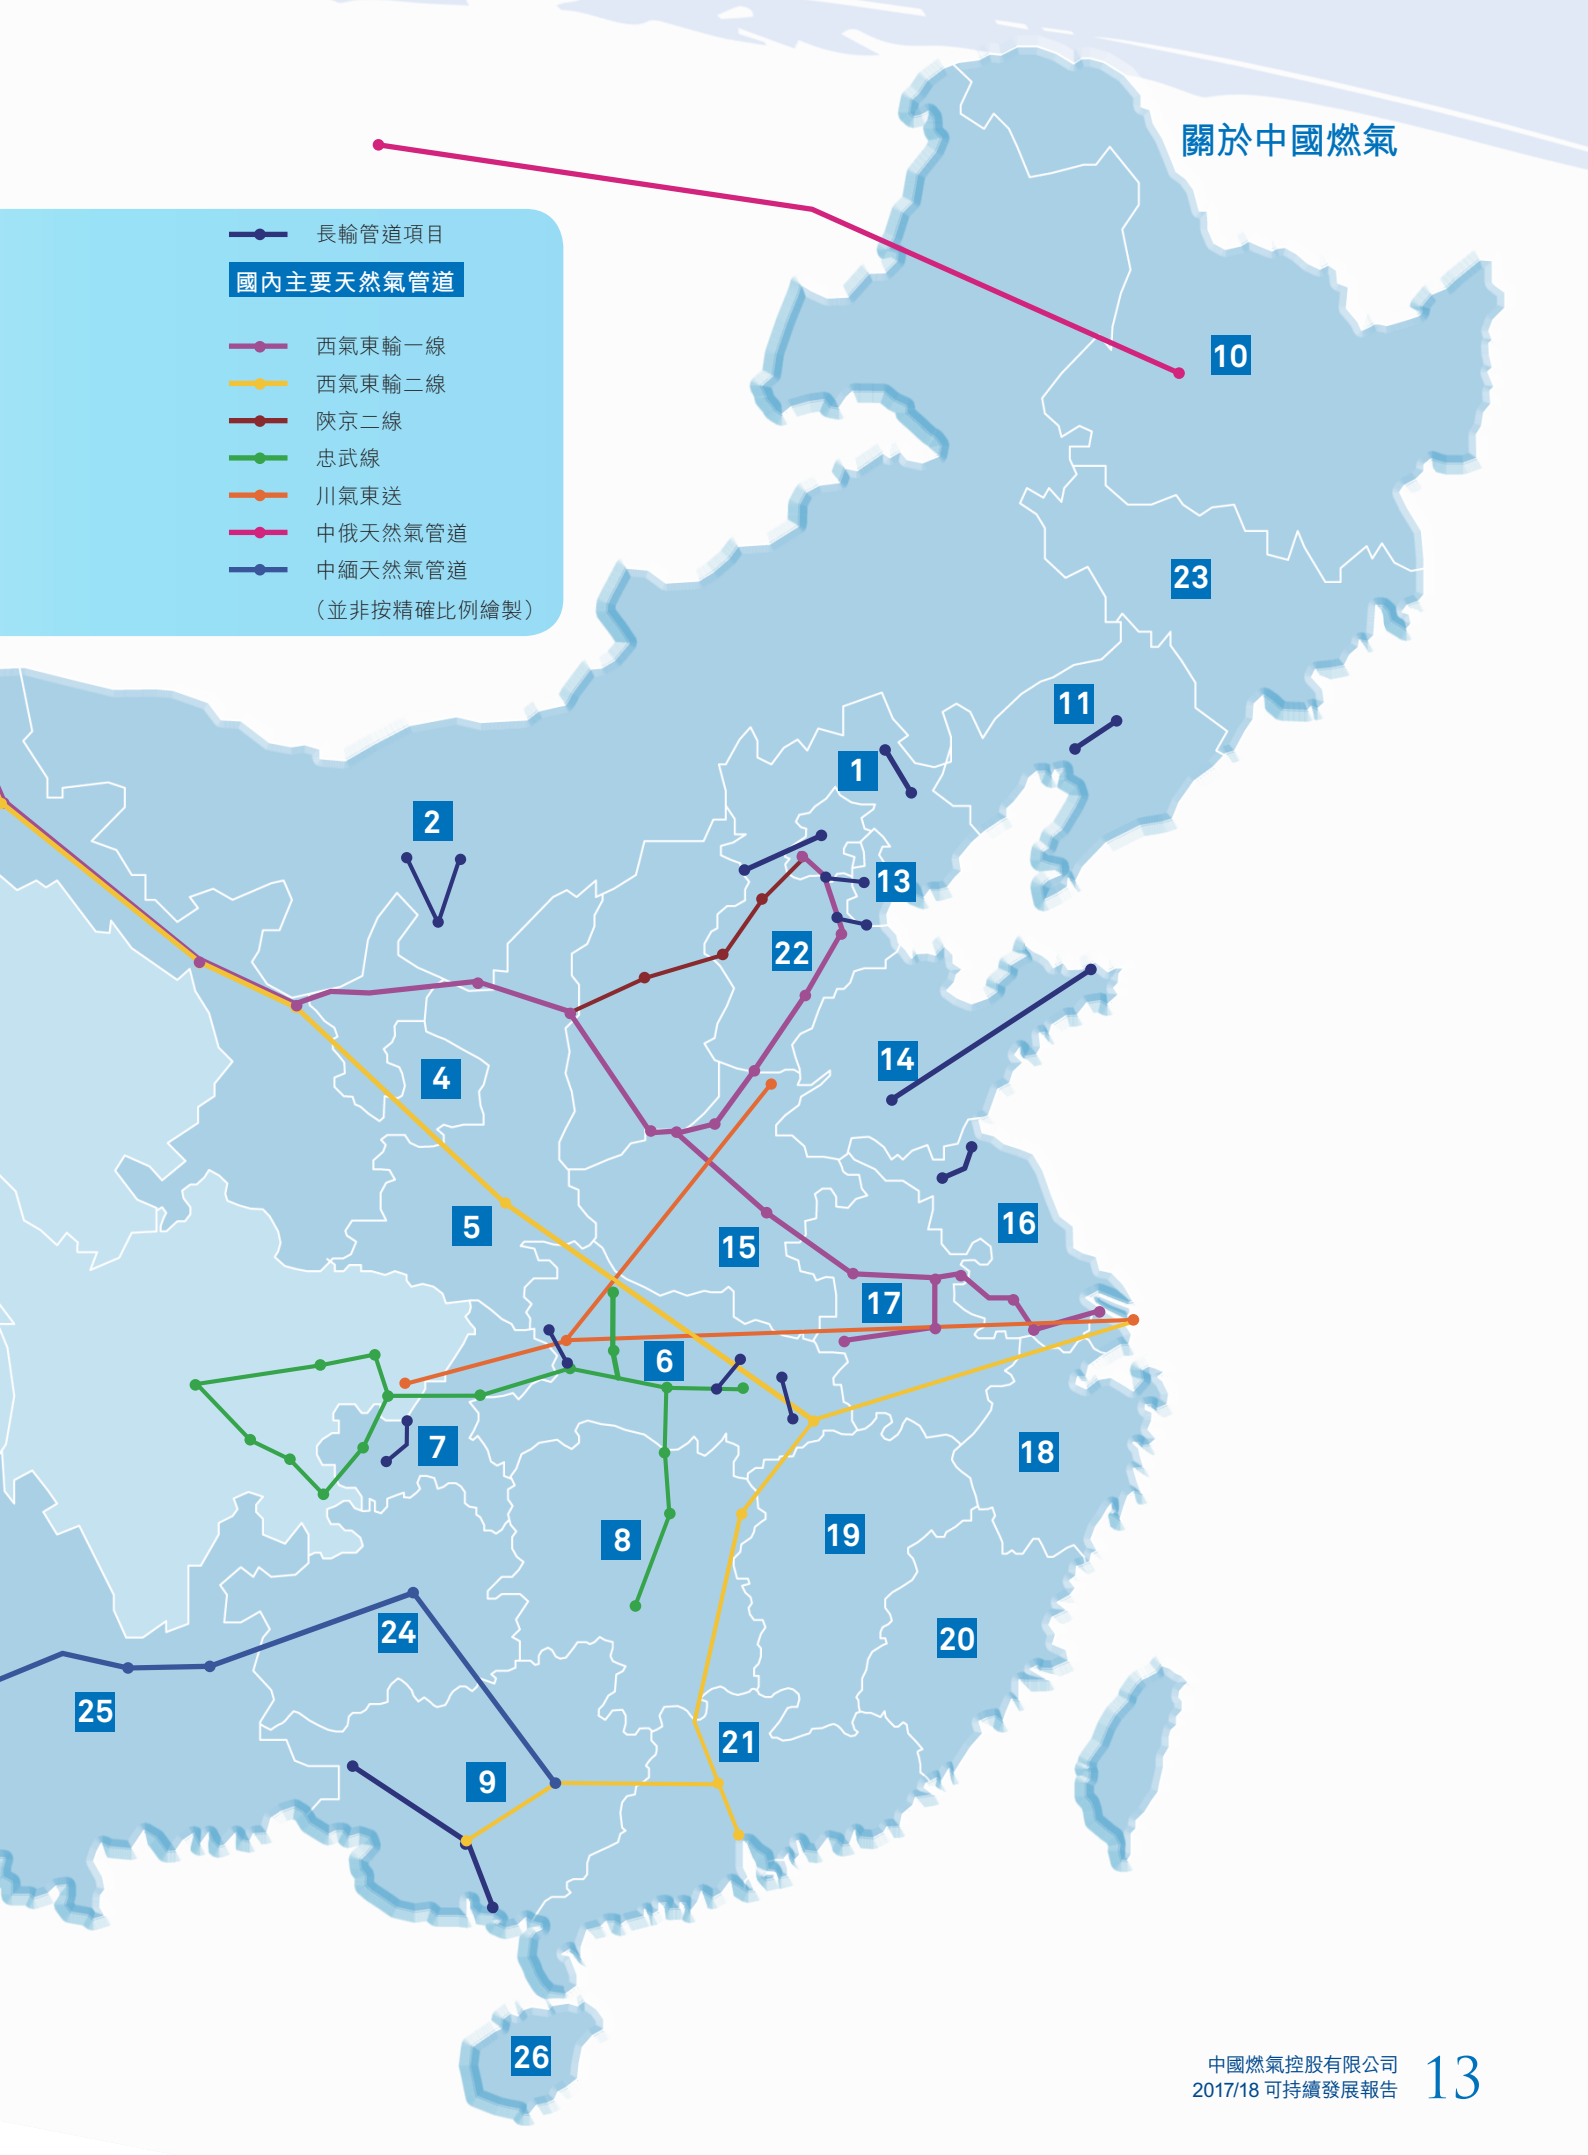 關於中國燃氣
長輸管道項目
國內主要天然氣管道
西氣東輸一線
西氣東輸二線
陝京二線
忠武線
川氣東送
中俄天然氣管道
中緬天然氣管道
（並非按精確比例繪製）
10
23
11
1
2
13
22
14
4
5
16
15
17
6
7
18
8
19
24
20
25
21
9
26
中國燃氣控股有限公司
2017/18 可持續發展報告
13